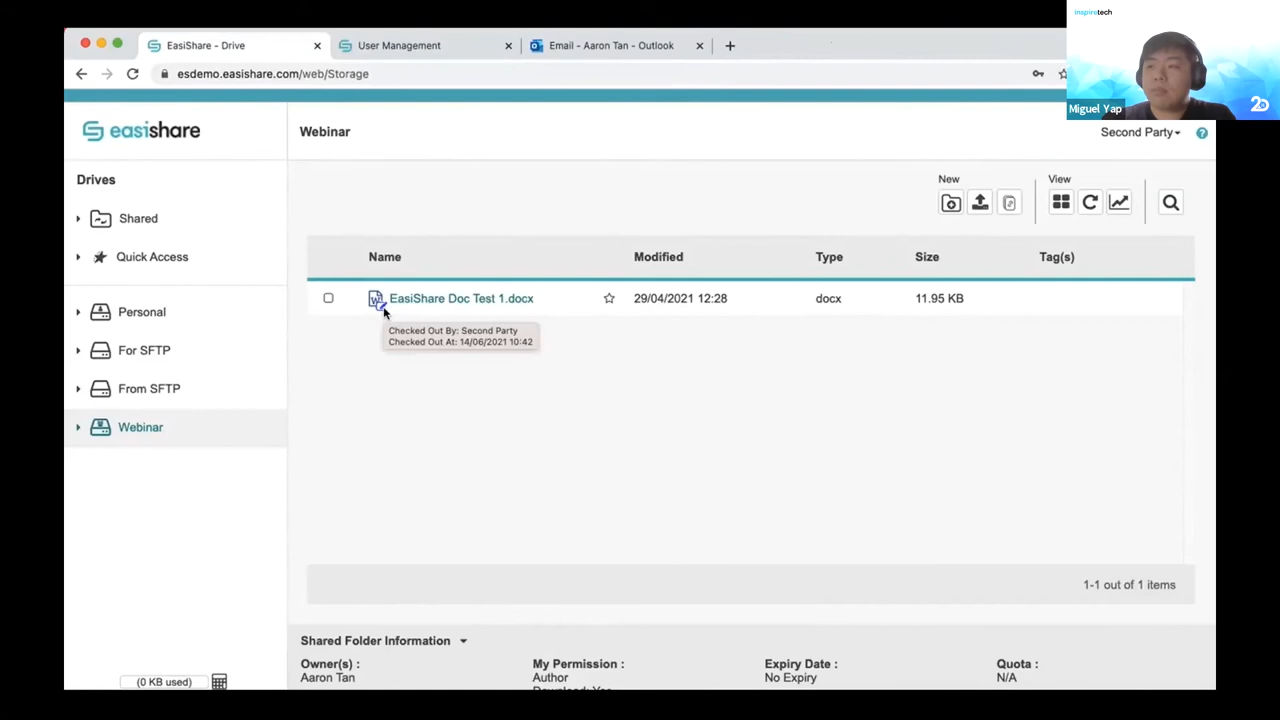 EasiShare - Drive
User Management
Email - Aaron Tan - Outlook
esdemo.easishare.com/web/Storage
inspiretech
Miguel Yap
20
easishare
Webinar
Second Party
Drives
New
View
Shared
Quick Access
Name
Modified
Type
Size
Tag(s)
EasiShare Doc Test 1.docx
29/04/2021 12:28
docx
11.95 KB
Checked Out By: Second Party
Checked Out At: 14/06/2021 10:42
Personal
For SFTP
From SFTP
Webinar
1-1 out of 1 items
Shared Folder Information
Owner(s) :
My Permission :
Expiry Date :
Quota :
Aaron Tan
Author
No Expiry
N/A
Download: Yes
(0 KB used)